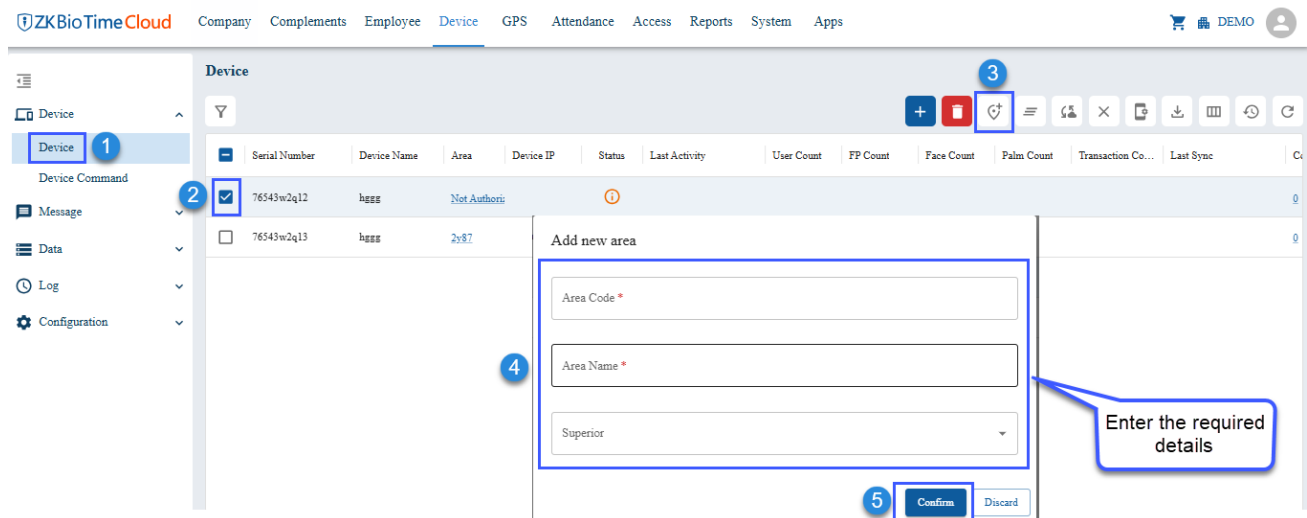 ZKBioTime Cloud Company Complements Employee Device GPS Attendance Access Reports System Apps DEMO
Device
3
Device
Device 1
Device Command
Message
Data
Log
Configuration
Serial Number Device Name Area Device IP Status Last Activity User Count FP Count Face Count Palm Count Transaction Co... Last Sync
2 76543w2q12 hggg Not Authori 0
76543w2q13 hggg 2y87 0
Add new area
Area Code *
4 Area Name *
Superior
Enter the required
details
5 Confirm Discard